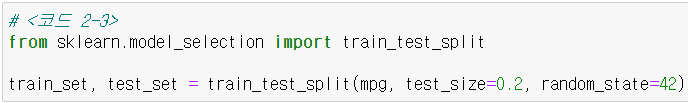 # <코드 2-3>
from sklearn.model_selection import train_test_split
train_set, test_set = train_test_split(mpg, test_size=0.2, random_state=42)